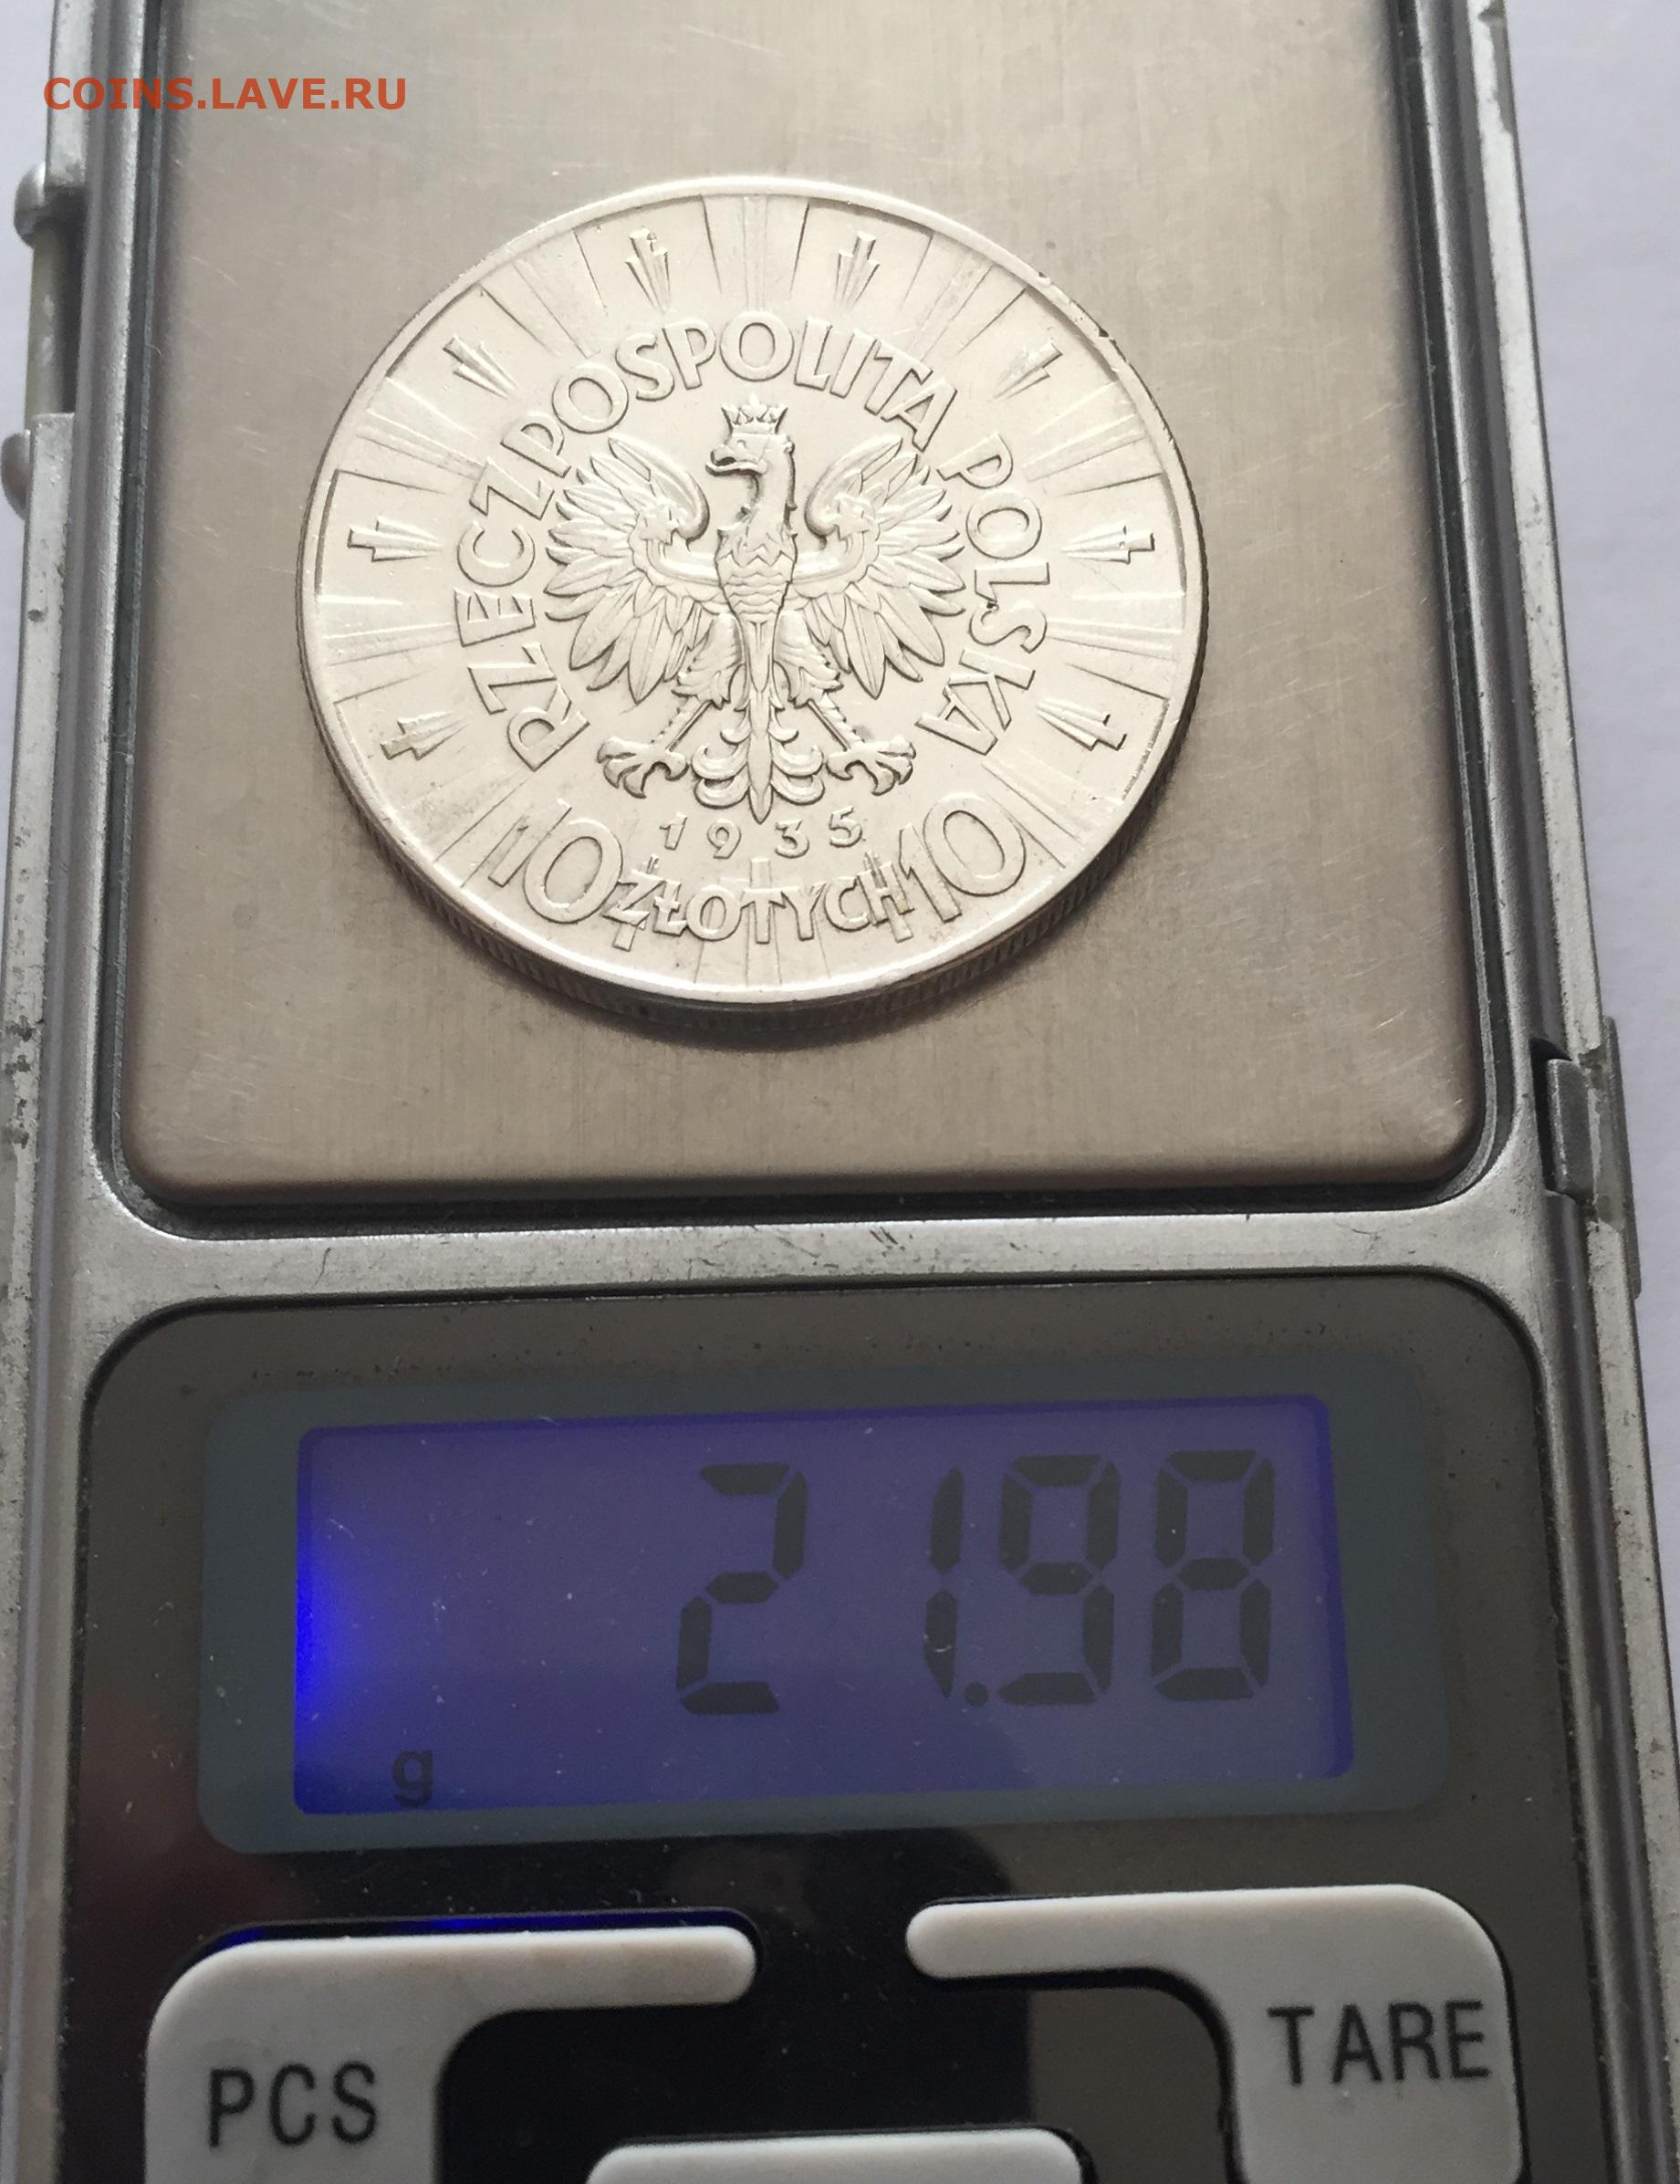 COINS.LAVE.RU
RZECZPOSPOLITA POLSKA
1935
10 ZŁOTYCH 10
21.98
g
PCS
TARE